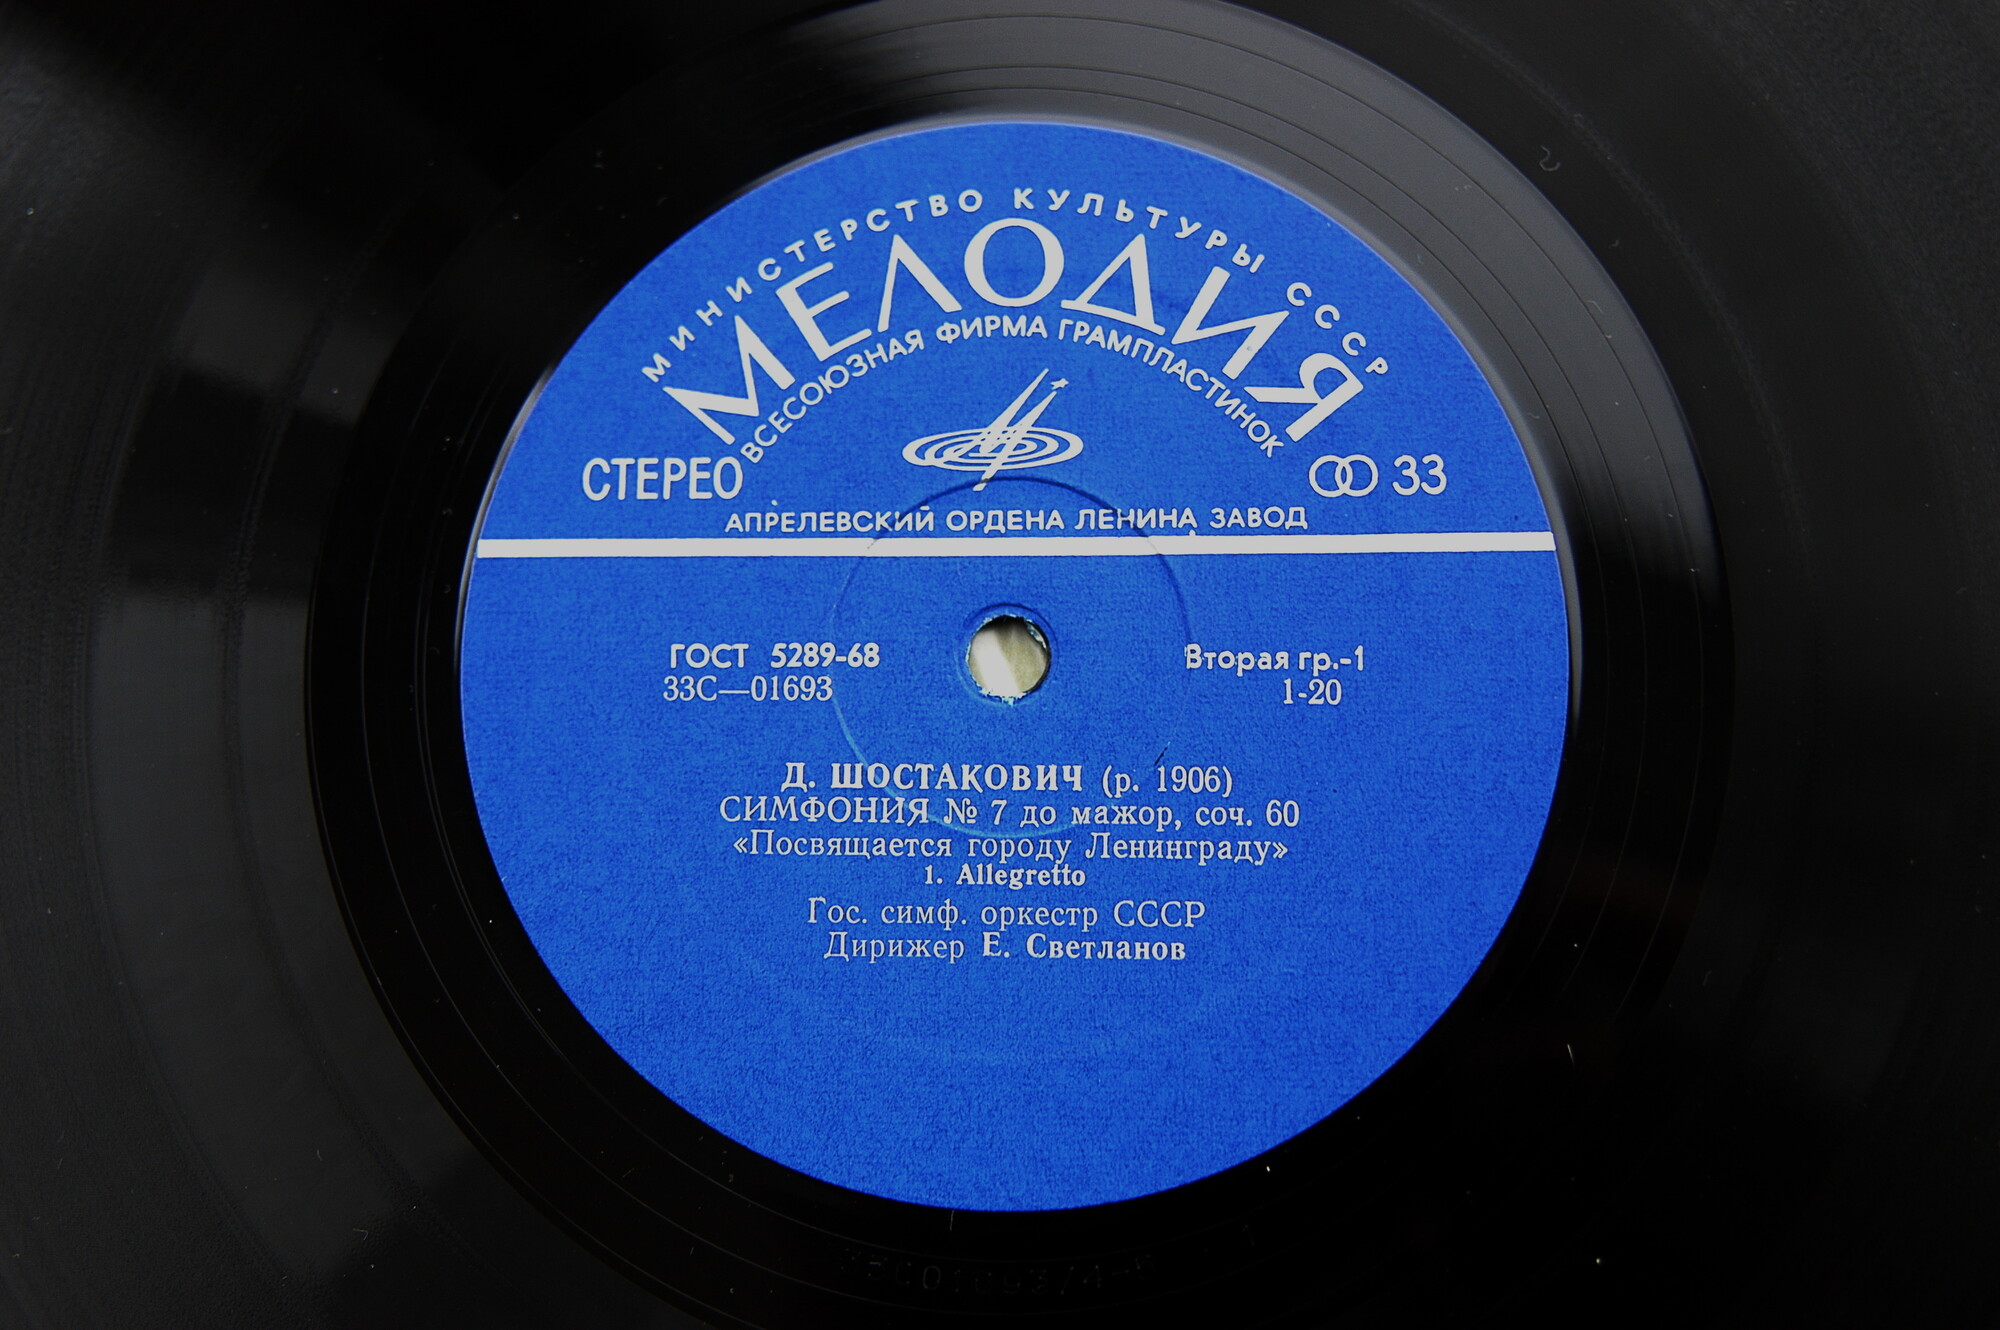 МИНИСТЕРСТВО КУЛЬТУРЫ СССР
МЕЛОДИЯ
ВСЕСОЮЗНАЯ ФИРМА ГРАМПЛАСТИНОК
СТЕРЕО
33
АПРЕЛЕВСКИЙ ОРДЕНА ЛЕНИНА ЗАВОД
ГОСТ 5289-68
33С—01693
Вторая гр.-1
1-20
Д. ШОСТАКОВИЧ (р. 1906)
СИМФОНИЯ № 7 до мажор, соч. 60
«Посвящается городу Ленинграду»
1. Allegretto
Гос. симф. оркестр СССР
Дирижер Е. Светланов